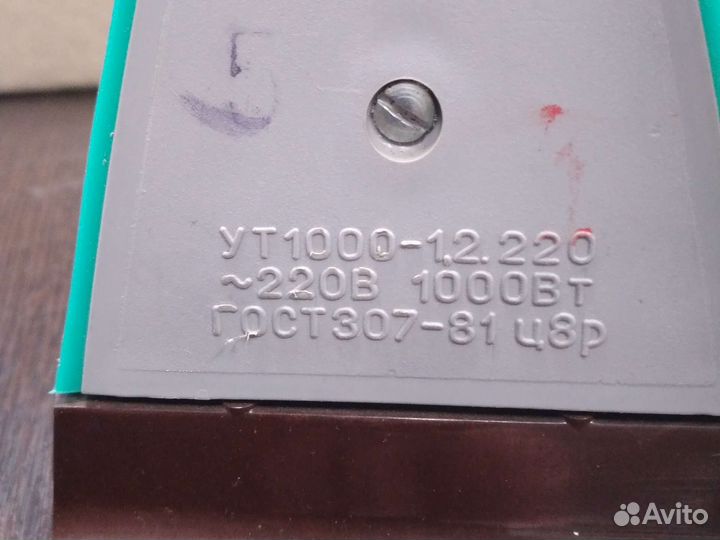 5
УТ1000-1,2.220
~220В 1000Вт
ГОСТ307-81 ц8р
Avito